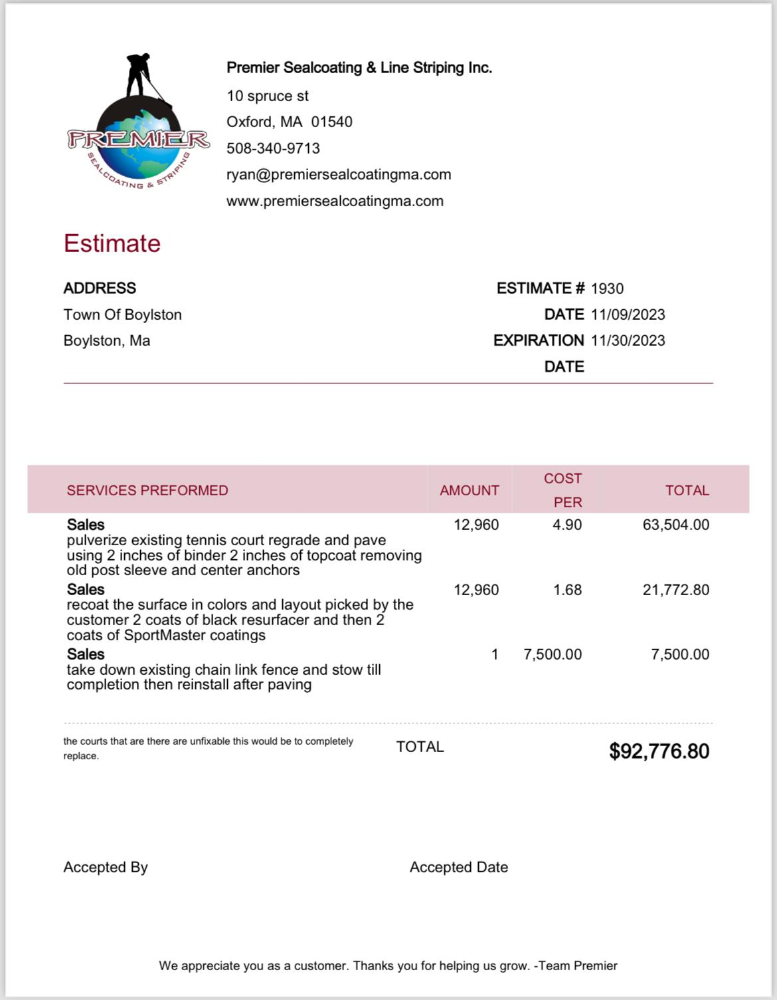 PREMIER
SEALCOATING & STRIPING
Premier Sealcoating & Line Striping Inc.
10 spruce st
Oxford, MA  01540
508-340-9713
ryan@premiersealcoatingma.com
www.premiersealcoatingma.com
Estimate
ADDRESS
Town Of Boylston
Boylston, Ma
ESTIMATE # 1930
DATE 11/09/2023
EXPIRATION 11/30/2023
DATE
SERVICES PREFORMED AMOUNT COST PER TOTAL
Sales 12,960 4.90 63,504.00
pulverize existing tennis court regrade and pave
using 2 inches of binder 2 inches of topcoat removing
old post sleeve and center anchors
Sales 12,960 1.68 21,772.80
recoat the surface in colors and layout picked by the
customer 2 coats of black resurfacer and then 2
coats of SportMaster coatings
Sales 1 7,500.00 7,500.00
take down existing chain link fence and stow till
completion then reinstall after paving
the courts that are there are unfixable this would be to completely
replace.
TOTAL $92,776.80
Accepted By Accepted Date
We appreciate you as a customer. Thanks you for helping us grow. -Team Premier